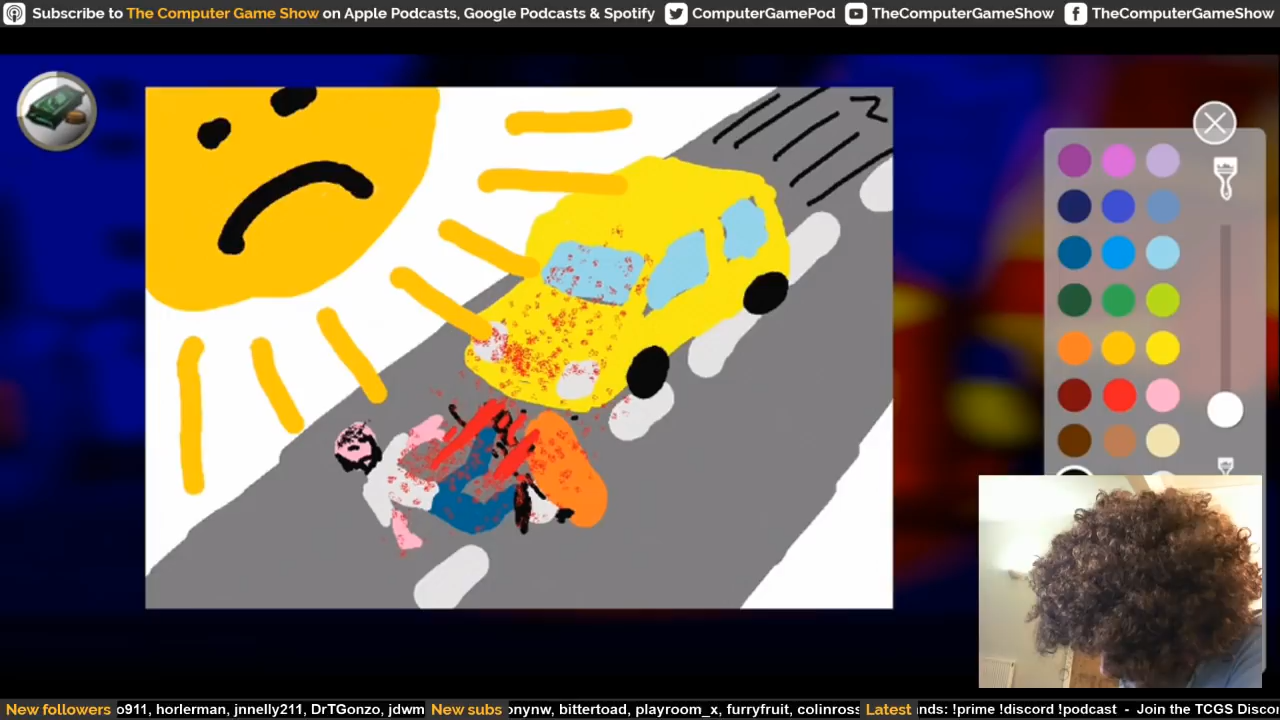 Subscribe to The Computer Game Show on Apple Podcasts, Google Podcasts & Spotify ComputerGamePod TheComputerGameShow TheComputerGameShow
New followers o911, horlerman, jnnelly211, DrTGonzo, jdwm New subs onynw, bittertoad, playroom_x, furryfruit, colinross Latest nds: !prime !discord !podcast - Join the TCGS Discor